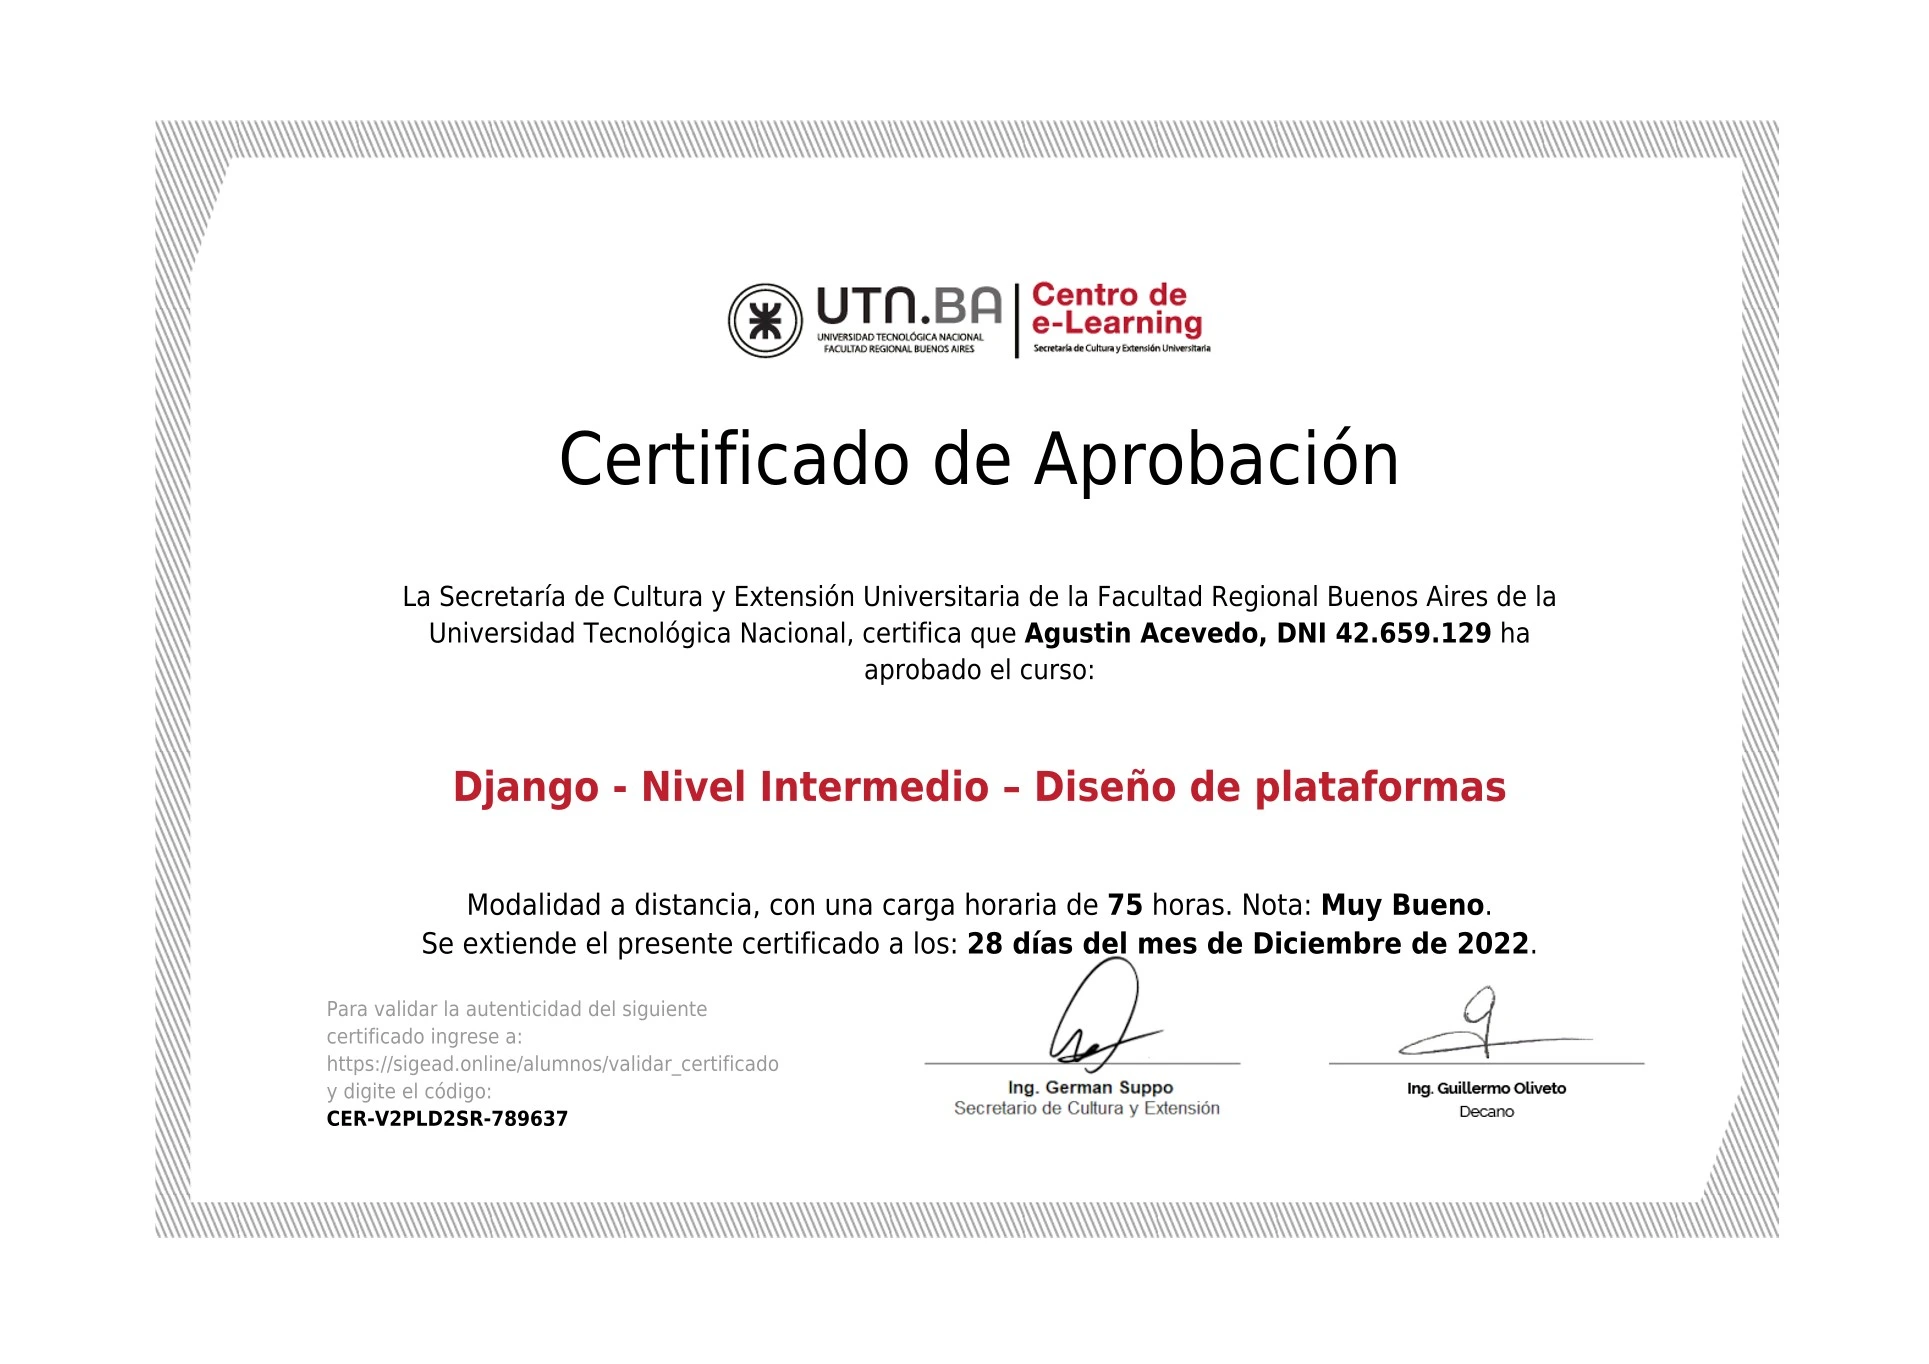 UTN.BA
UNIVERSIDAD TECNOLÓGICA NACIONAL
FACULTAD REGIONAL BUENOS AIRES
Centro de
e-Learning
Secretaría de Cultura y Extensión Universitaria
Certificado de Aprobación
La Secretaría de Cultura y Extensión Universitaria de la Facultad Regional Buenos Aires de la
Universidad Tecnológica Nacional, certifica que Agustin Acevedo, DNI 42.659.129 ha
aprobado el curso:
Django - Nivel Intermedio – Diseño de plataformas
Modalidad a distancia, con una carga horaria de 75 horas. Nota: Muy Bueno.
Se extiende el presente certificado a los: 28 días del mes de Diciembre de 2022.
Para validar la autenticidad del siguiente
certificado ingrese a:
https://sigead.online/alumnos/validar_certificado
y digite el código:
CER-V2PLD2SR-789637
Ing. German Suppo
Secretario de Cultura y Extensión
Ing. Guillermo Oliveto
Decano